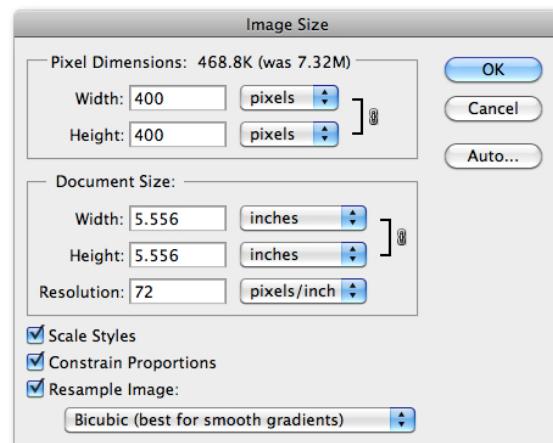 Image Size
Pixel Dimensions: 468.8K (was 7.32M)
Width: 400 pixels
Height: 400 pixels
OK
Cancel
Auto...
Document Size:
Width: 5.556 inches
Height: 5.556 inches
Resolution: 72 pixels/inch
Scale Styles
Constrain Proportions
Resample Image:
Bicubic (best for smooth gradients)